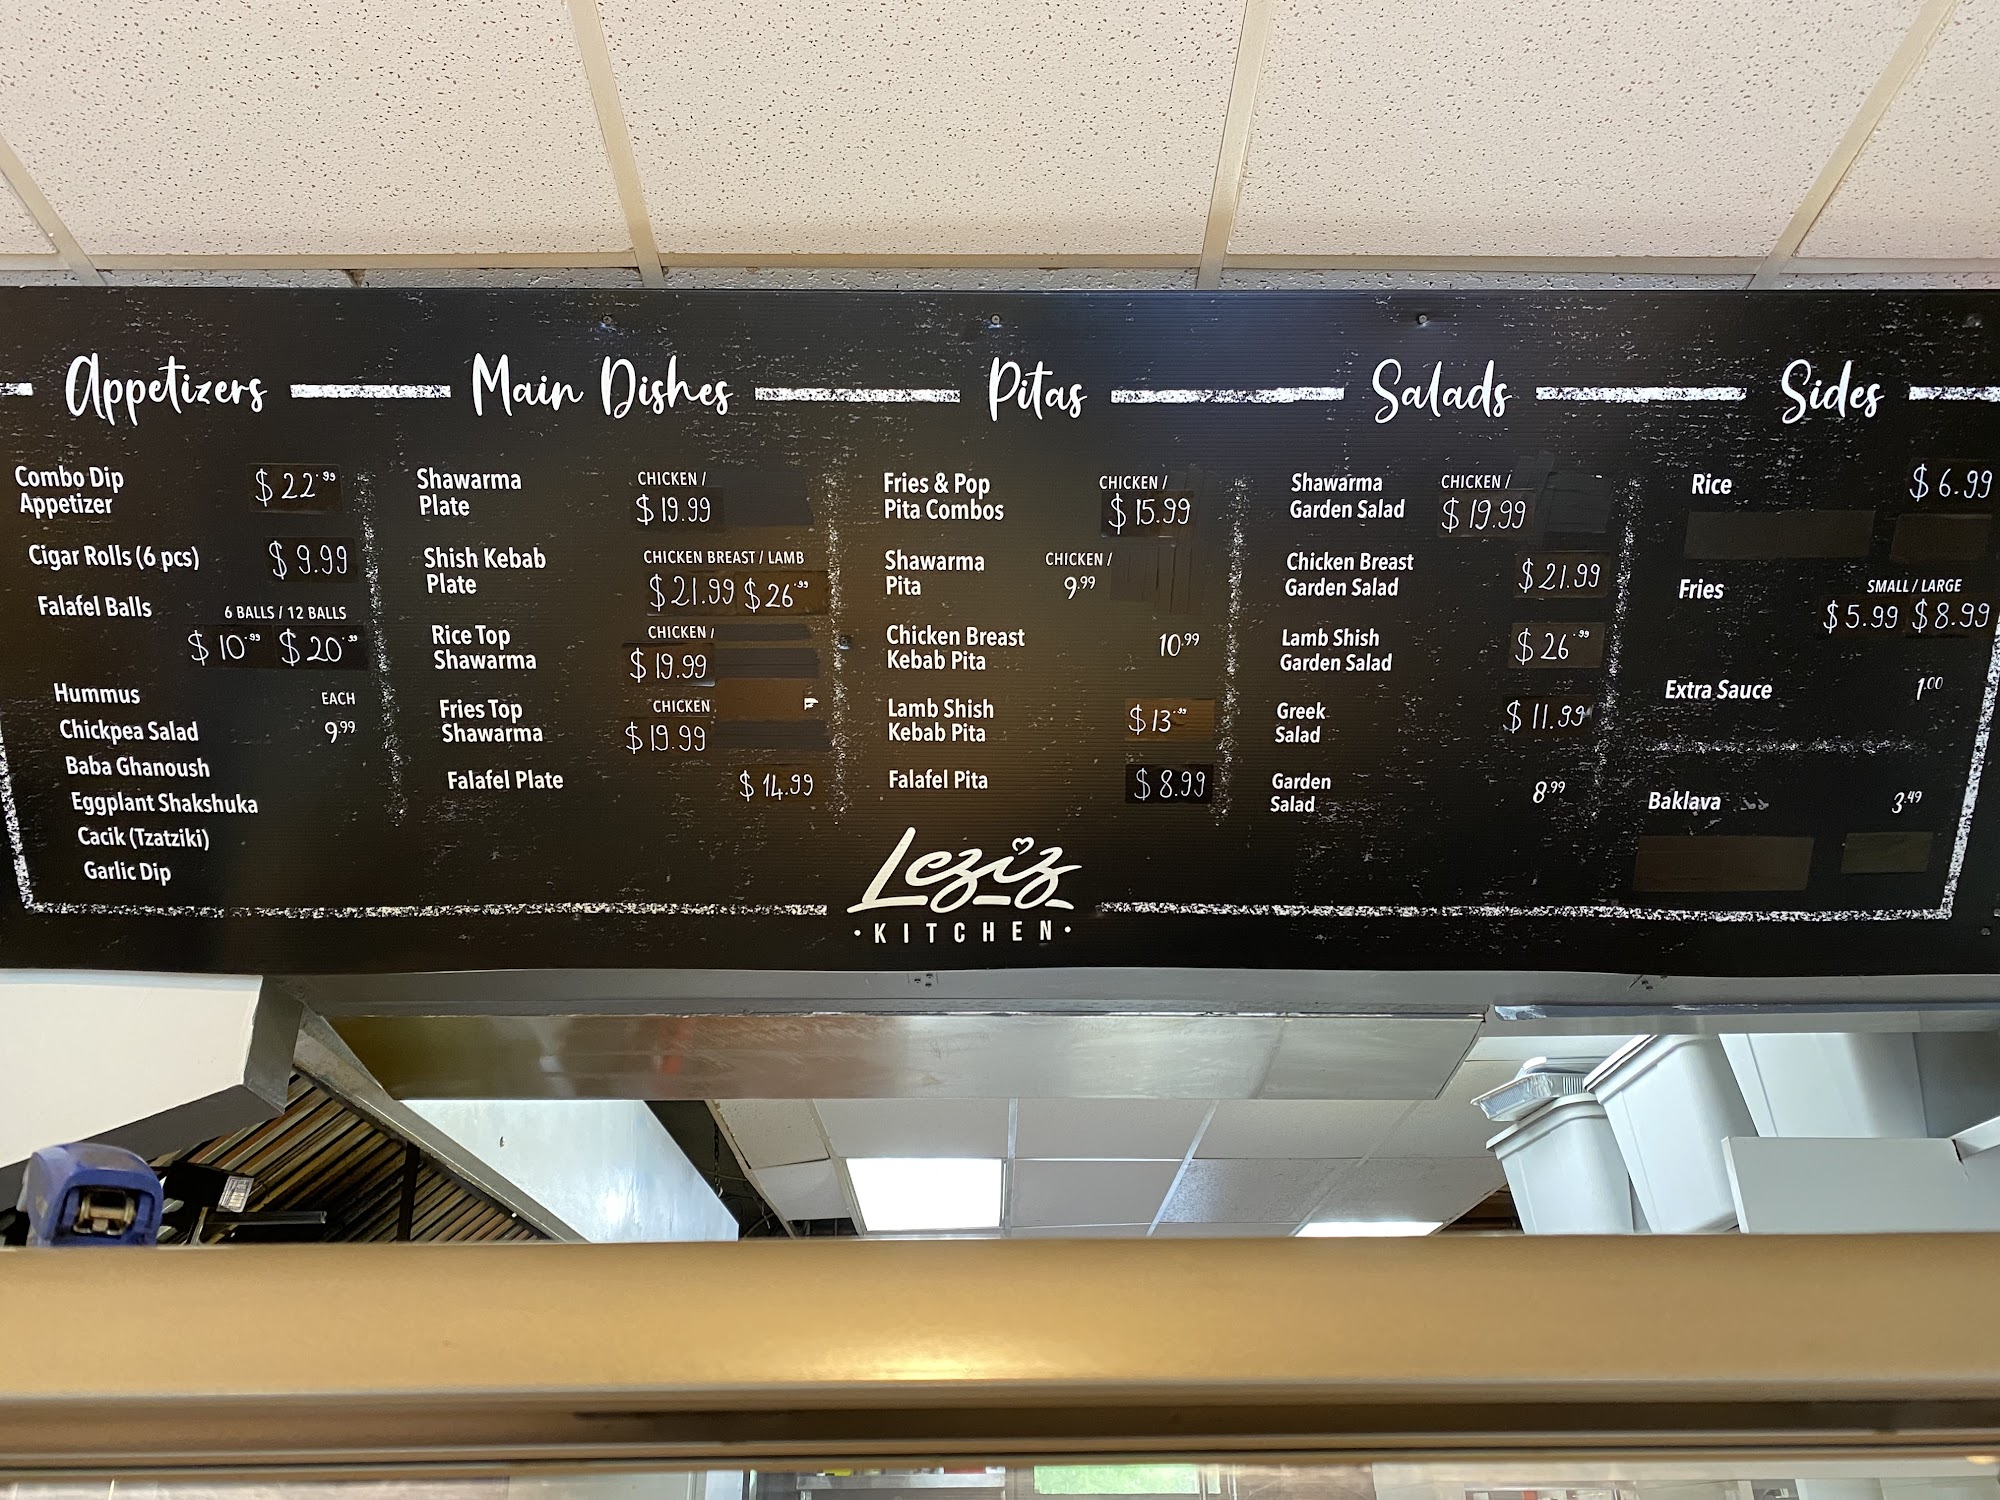 Appetizers
Combo Dip
Appetizer
$22.99
Cigar Rolls (6 pcs)
$9.99
Falafel Balls
6 BALLS / 12 BALLS
$10.99 $20.99
Hummus
EACH
Chickpea Salad
9.99
Baba Ghanoush
Eggplant Shakshuka
Cacik (Tzatziki)
Garlic Dip
Main Dishes
Shawarma
Plate
CHICKEN /
$19.99
Shish Kebab
Plate
CHICKEN BREAST / LAMB
$21.99 $26.99
Rice Top
Shawarma
CHICKEN /
$19.99
Fries Top
Shawarma
CHICKEN
$19.99
Falafel Plate
$14.99
Pitas
Fries & Pop
Pita Combos
CHICKEN /
$15.99
Shawarma
Pita
CHICKEN /
9.99
Chicken Breast
Kebab Pita
10.99
Lamb Shish
Kebab Pita
$13.99
Falafel Pita
$8.99
Salads
Shawarma
Garden Salad
CHICKEN /
$19.99
Chicken Breast
Garden Salad
$21.99
Lamb Shish
Garden Salad
$26.99
Greek
Salad
$11.99
Garden
Salad
8.99
Sides
Rice
$6.99
Fries
SMALL / LARGE
$5.99 $8.99
Extra Sauce
1.00
Baklava
3.49
Leziz
• KITCHEN •